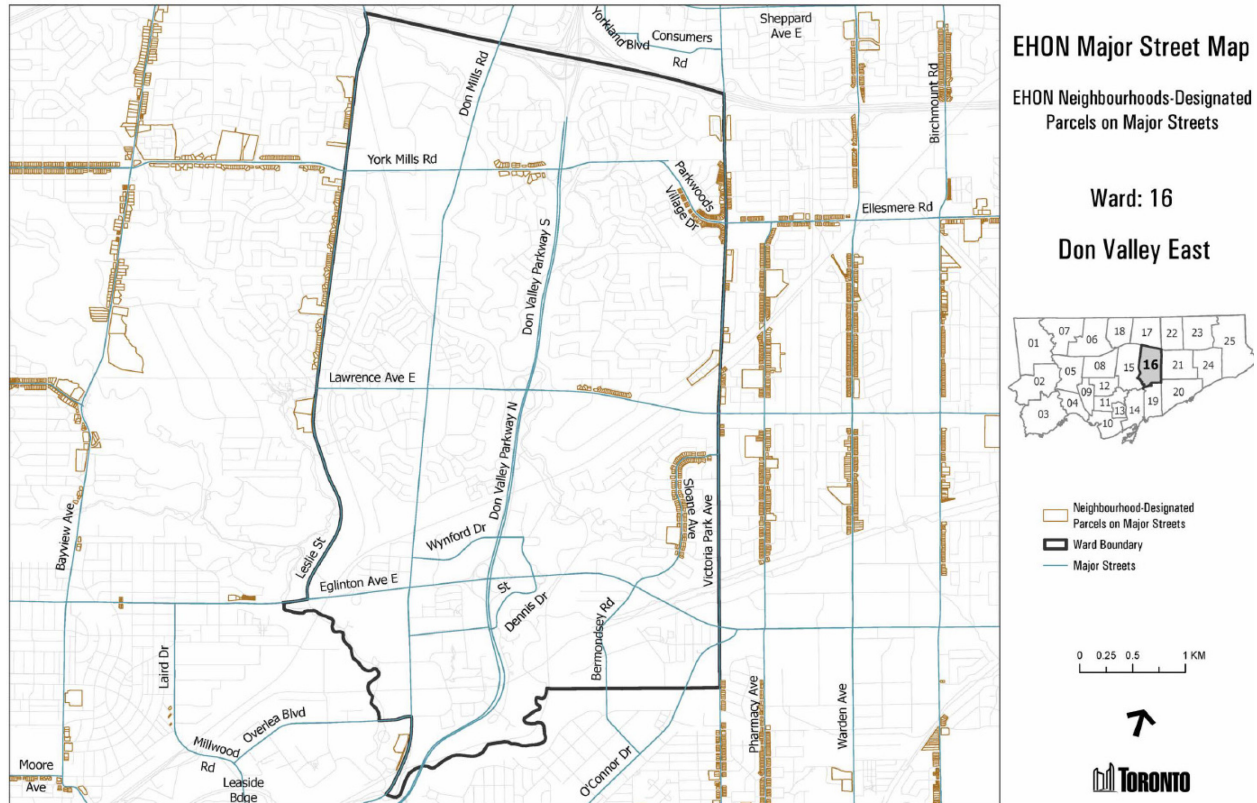 Yorkland
Blvd
Consumers
Rd
Sheppard
Ave E
Don Mills Rd
Birchmount Rd
York Mills Rd
Parkwoods
Village Dr
Ellesmere Rd
Don Valley Parkway S
Lawrence Ave E
Don Valley Parkway N
Bayview Ave
Leslie St
Sloane Ave
Victoria Park Ave
Wynford Dr
Eglinton Ave E
St
Dennis Dr
Bermondsey Rd
Laird Dr
Overlea Blvd
Millwood
Rd
Pharmacy Ave
Warden Ave
Moore
Ave
Leaside
Bdge
O'Connor Dr
EHON Major Street Map
EHON Neighbourhoods-Designated
Parcels on Major Streets
Ward: 16
Don Valley East
01
07
06
18
17
22
23
25
02
05
08
15
16
21
24
03
04
09
12
11
10
13
14
19
20
Neighbourhood-Designated
Parcels on Major Streets
Ward Boundary
Major Streets
0 0.25 0.5 1 KM
TORONTO